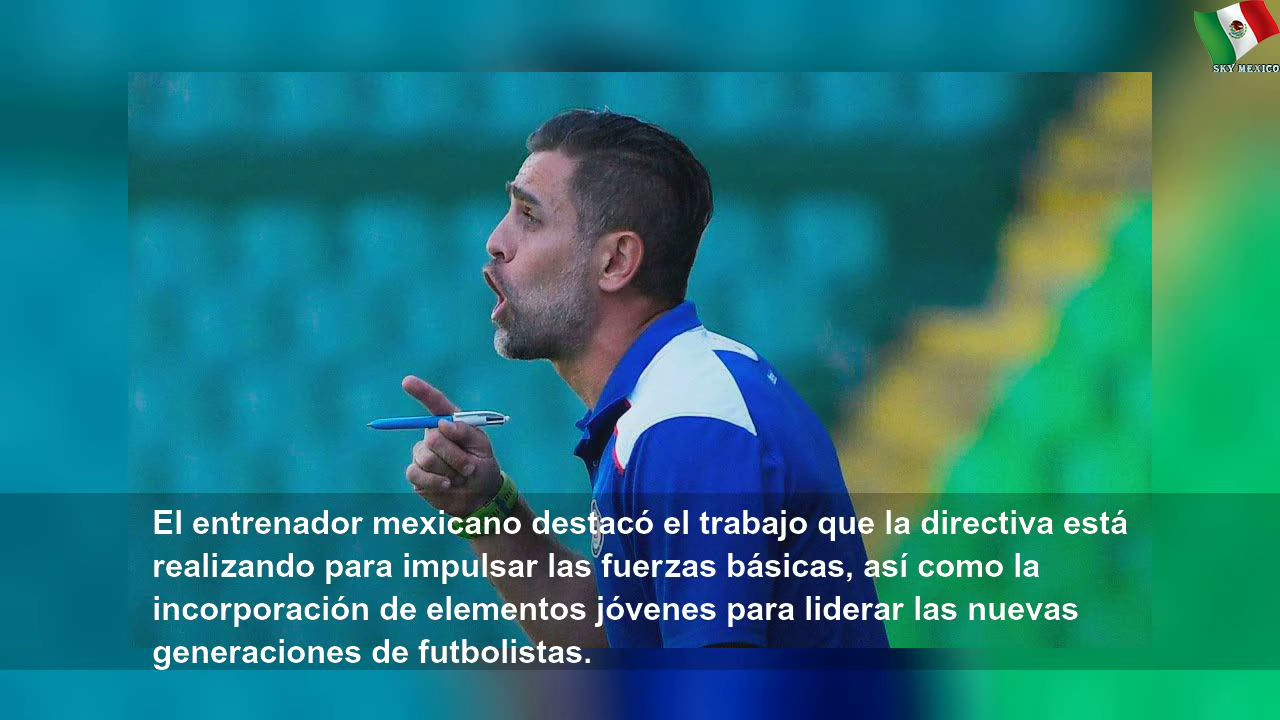 SKY MEXICO
El entrenador mexicano destacó el trabajo que la directiva está
realizando para impulsar las fuerzas básicas, así como la
incorporación de elementos jóvenes para liderar las nuevas
generaciones de futbolistas.